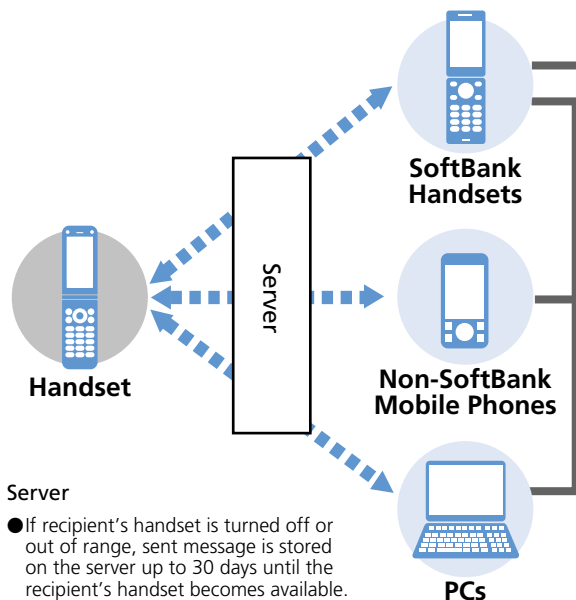 SoftBank
Handsets
Server
Handset
Non-SoftBank
Mobile Phones
Server
●If recipient's handset is turned off or
out of range, sent message is stored
on the server up to 30 days until the
recipient's handset becomes available.
PCs